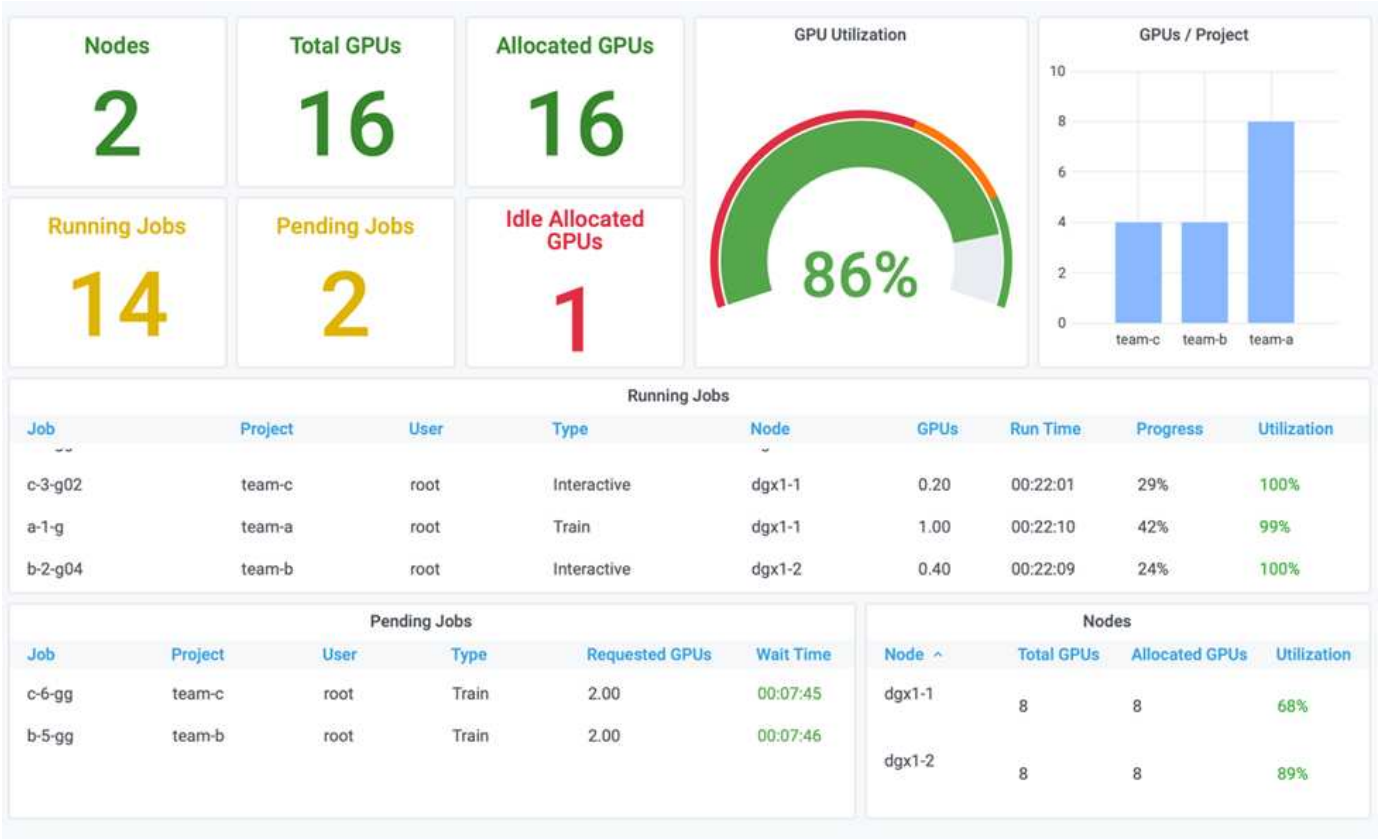 Nodes
2
Total GPUs
16
Allocated GPUs
16
Running Jobs
14
Pending Jobs
2
Idle Allocated
GPUs
1
GPU Utilization
86%
GPUs / Project
10
8
6
4
2
0
team-c team-b team-a
Running Jobs
Job Project User Type Node GPUs Run Time Progress Utilization
c-3-g02 team-c root Interactive dgx1-1 0.20 00:22:01 29% 100%
a-1-g team-a root Train dgx1-1 1.00 00:22:10 42% 99%
b-2-g04 team-b root Interactive dgx1-2 0.40 00:22:09 24% 100%
Pending Jobs
Job Project User Type Requested GPUs Wait Time
c-6-gg team-c root Train 2.00 00:07:45
b-5-gg team-b root Train 2.00 00:07:46
Nodes
Node Total GPUs Allocated GPUs Utilization
dgx1-1 8 8 68%
dgx1-2 8 8 89%